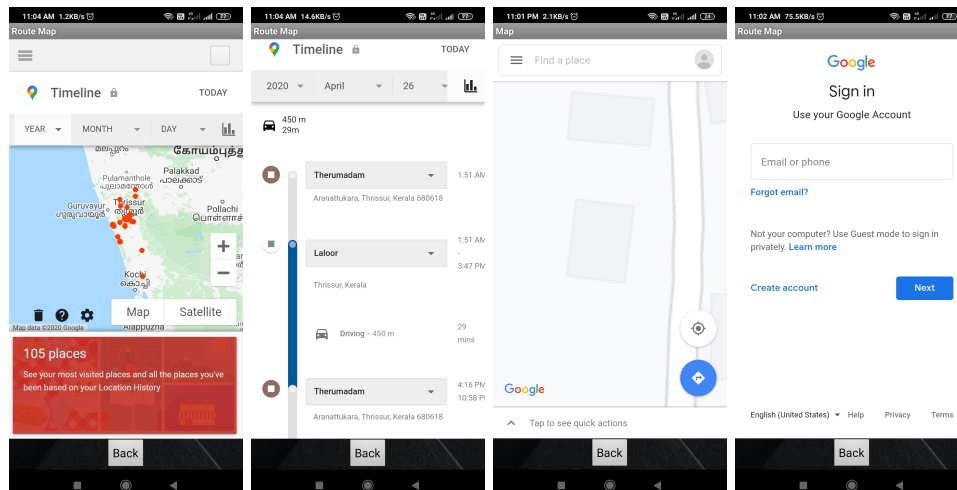 11:04 AM 1.2KB/s
77
Route Map
Timeline
TODAY
YEAR
MONTH
DAY
கோயம்புத்தூ
Palakkad
പാലക്കാട്
Pulamanthole
പുലാമന്തോൾ
Guruvayur
ഗുരുവായൂർ
Thrissur
തൃശൂർ
Pollachi
பொள்ளாச்
Kochi
കൊച്ചി
+
−
Map
Satellite
Map data ©2020 Google
Alappuzha
105 places
See your most visited places and all the places you've
been based on your Location History
Back
11:04 AM 14.6KB/s
77
Route Map
Timeline
TODAY
2020
April
26
450 m
29m
Therumadam
1:51 AM
Aranattukara, Thrissur, Kerala 680618
Laloor
1:51 AM
-
3:47 PM
Thrissur, Kerala
Driving - 450 m
29
mins
Therumadam
4:16 PM
10:58 P
Aranattukara, Thrissur, Kerala 680618
Back
11:01 PM 2.1KB/s
24
Map
Find a place
Google
Tap to see quick actions
Back
11:02 AM 75.5KB/s
77
Route Map
Google
Sign in
Use your Google Account
Email or phone
Forgot email?
Not your computer? Use Guest mode to sign in
privately. Learn more
Create account
Next
English (United States)
Help
Privacy
Terms
Back